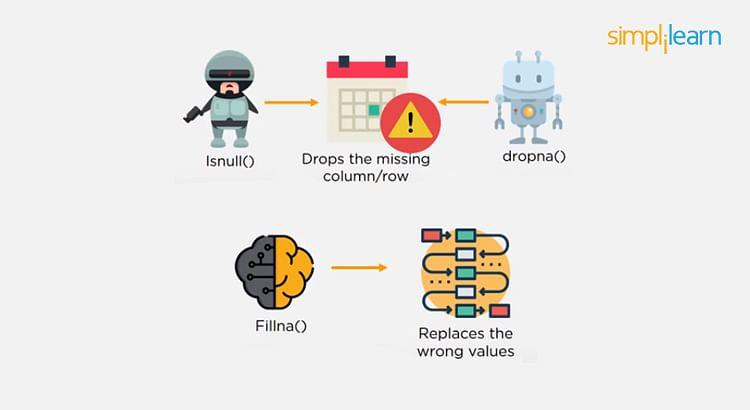 simplilearn
Isnull()
Drops the missing
column/row
dropna()
!
Fillna()
Replaces the
wrong values